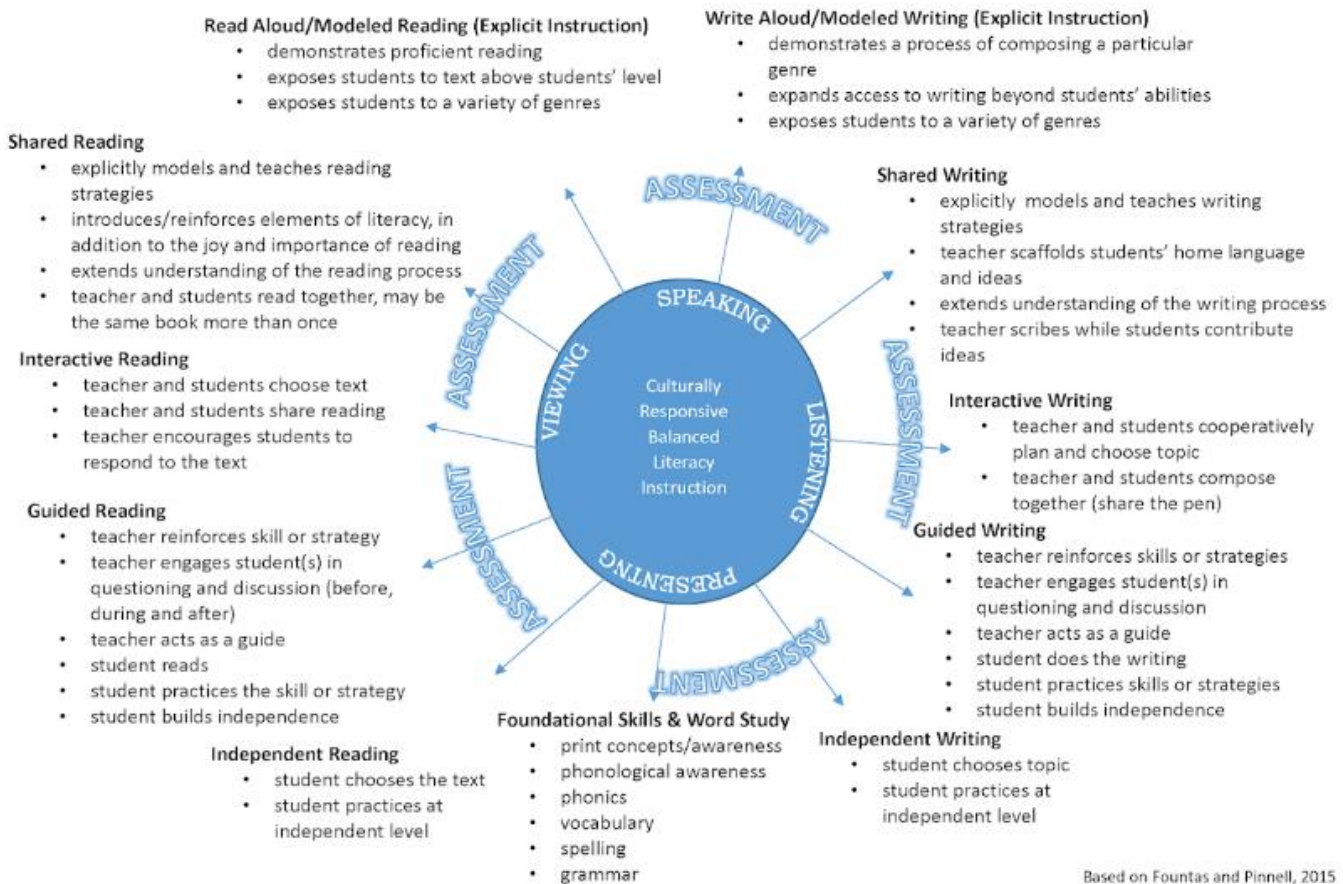 Read Aloud/Modeled Reading (Explicit Instruction)
• demonstrates proficient reading
• exposes students to text above students' level
• exposes students to a variety of genres
Write Aloud/Modeled Writing (Explicit Instruction)
• demonstrates a process of composing a particular
genre
• expands access to writing beyond students' abilities
• exposes students to a variety of genres
Shared Reading
• explicitly models and teaches reading
strategies
• introduces/reinforces elements of literacy, in
addition to the joy and importance of reading
• extends understanding of the reading process
• teacher and students read together, may be
the same book more than once
Shared Writing
• explicitly models and teaches writing
strategies
• teacher scaffolds students' home language
and ideas
• extends understanding of the writing process
• teacher scribes while students contribute
ideas
Interactive Reading
• teacher and students choose text
• teacher and students share reading
• teacher encourages students to
respond to the text
Interactive Writing
• teacher and students cooperatively
plan and choose topic
• teacher and students compose
together (share the pen)
ASSESSMENT
ASSESSMENT
ASSESSMENT
ASSESSMENT
ASSESSMENT
SPEAKING
LISTENING
PRESENTING
VIEWING
Culturally
Responsive
Balanced
Literacy
Instruction
Guided Reading
• teacher reinforces skill or strategy
• teacher engages student(s) in
questioning and discussion (before,
during and after)
• teacher acts as a guide
• student reads
• student practices the skill or strategy
• student builds independence
Guided Writing
• teacher reinforces skills or strategies
• teacher engages student(s) in
questioning and discussion
• teacher acts as a guide
• student does the writing
• student practices skills or strategies
• student builds independence
Independent Reading
• student chooses the text
• student practices at
independent level
Foundational Skills & Word Study
• print concepts/awareness
• phonological awareness
• phonics
• vocabulary
• spelling
• grammar
Independent Writing
• student chooses topic
• student practices at
independent level
Based on Fountas and Pinnell, 2015